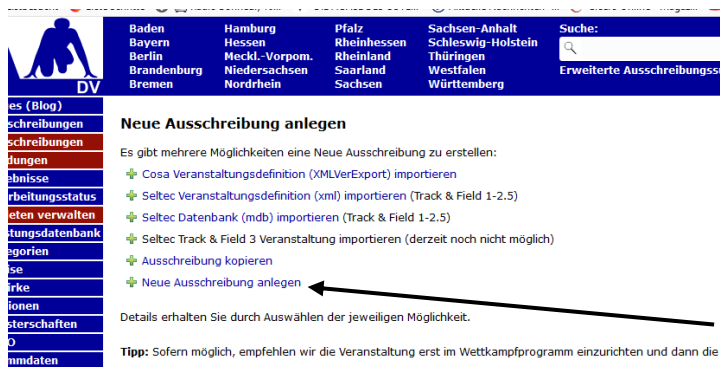 Baden Hamburg Pfalz Sachsen-Anhalt Suche:
Bayern Hessen Rheinhessen Schleswig-Holstein
Berlin Meckl.-Vorpom. Rheinland Thüringen
Brandenburg Niedersachsen Saarland Westfalen Erweiterte Ausschreibungssu
Bremen Nordrhein Sachsen Württemberg
DV
es (Blog)
schreibungen
schreibungen
dungen
ebnisse
rbeitungsstatus
leten verwalten
stungsdatenbank
egorien
ise
irke
ionen
sterschaften
O
mmdaten
Neue Ausschreibung anlegen
Es gibt mehrere Möglichkeiten eine Neue Ausschreibung zu erstellen:
Cosa Veranstaltungsdefinition (XMLVerExport) importieren
Seltec Veranstaltungsdefinition (xml) importieren (Track & Field 1-2.5)
Seltec Datenbank (mdb) importieren (Track & Field 1-2.5)
Seltec Track & Field 3 Veranstaltung importieren (derzeit noch nicht möglich)
Ausschreibung kopieren
Neue Ausschreibung anlegen
Details erhalten Sie durch Auswählen der jeweiligen Möglichkeit.
Tipp: Sofern möglich, empfehlen wir die Veranstaltung erst im Wettkampfprogramm einzurichten und dann die